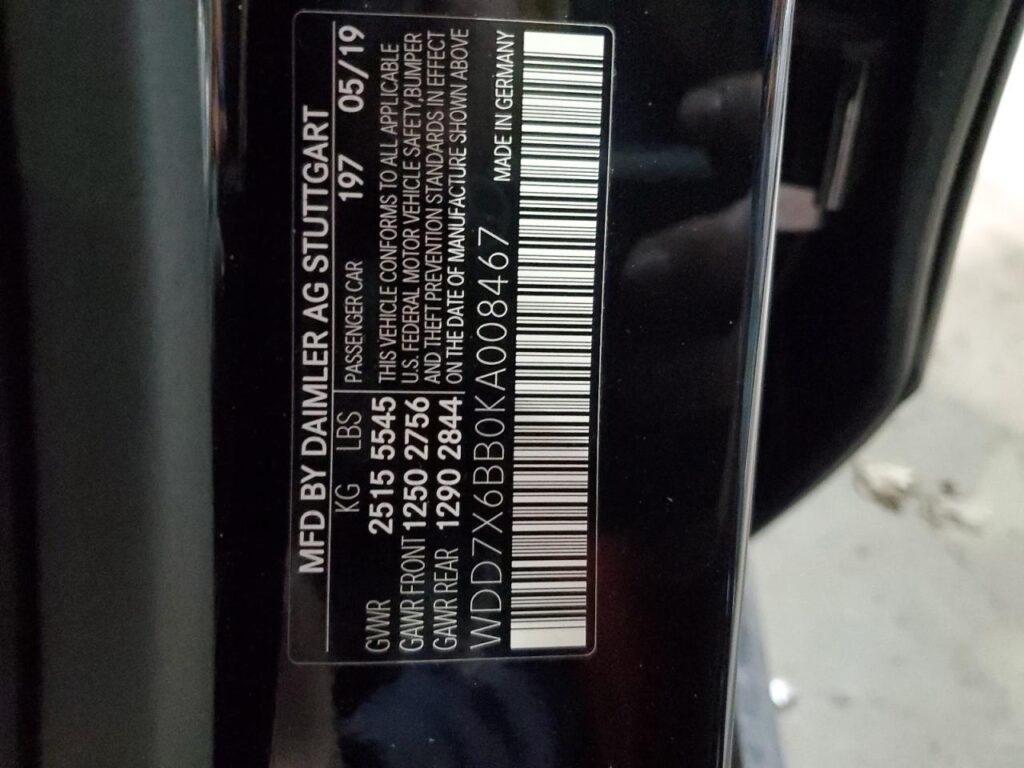 MFD BY DAIMLER AG STUTTGART
KG LBS PASSENGER CAR 197 05/19
GVWR 2515 5545 THIS VEHICLE CONFORMS TO ALL APPLICABLE
GAWR FRONT 1250 2756 U.S. FEDERAL MOTOR VEHICLE SAFETY,BUMPER
GAWR REAR 1290 2844 AND THEFT PREVENTION STANDARDS IN EFFECT
ON THE DATE OF MANUFACTURE SHOWN ABOVE
WDD7X6BB0KA008467 MADE IN GERMANY